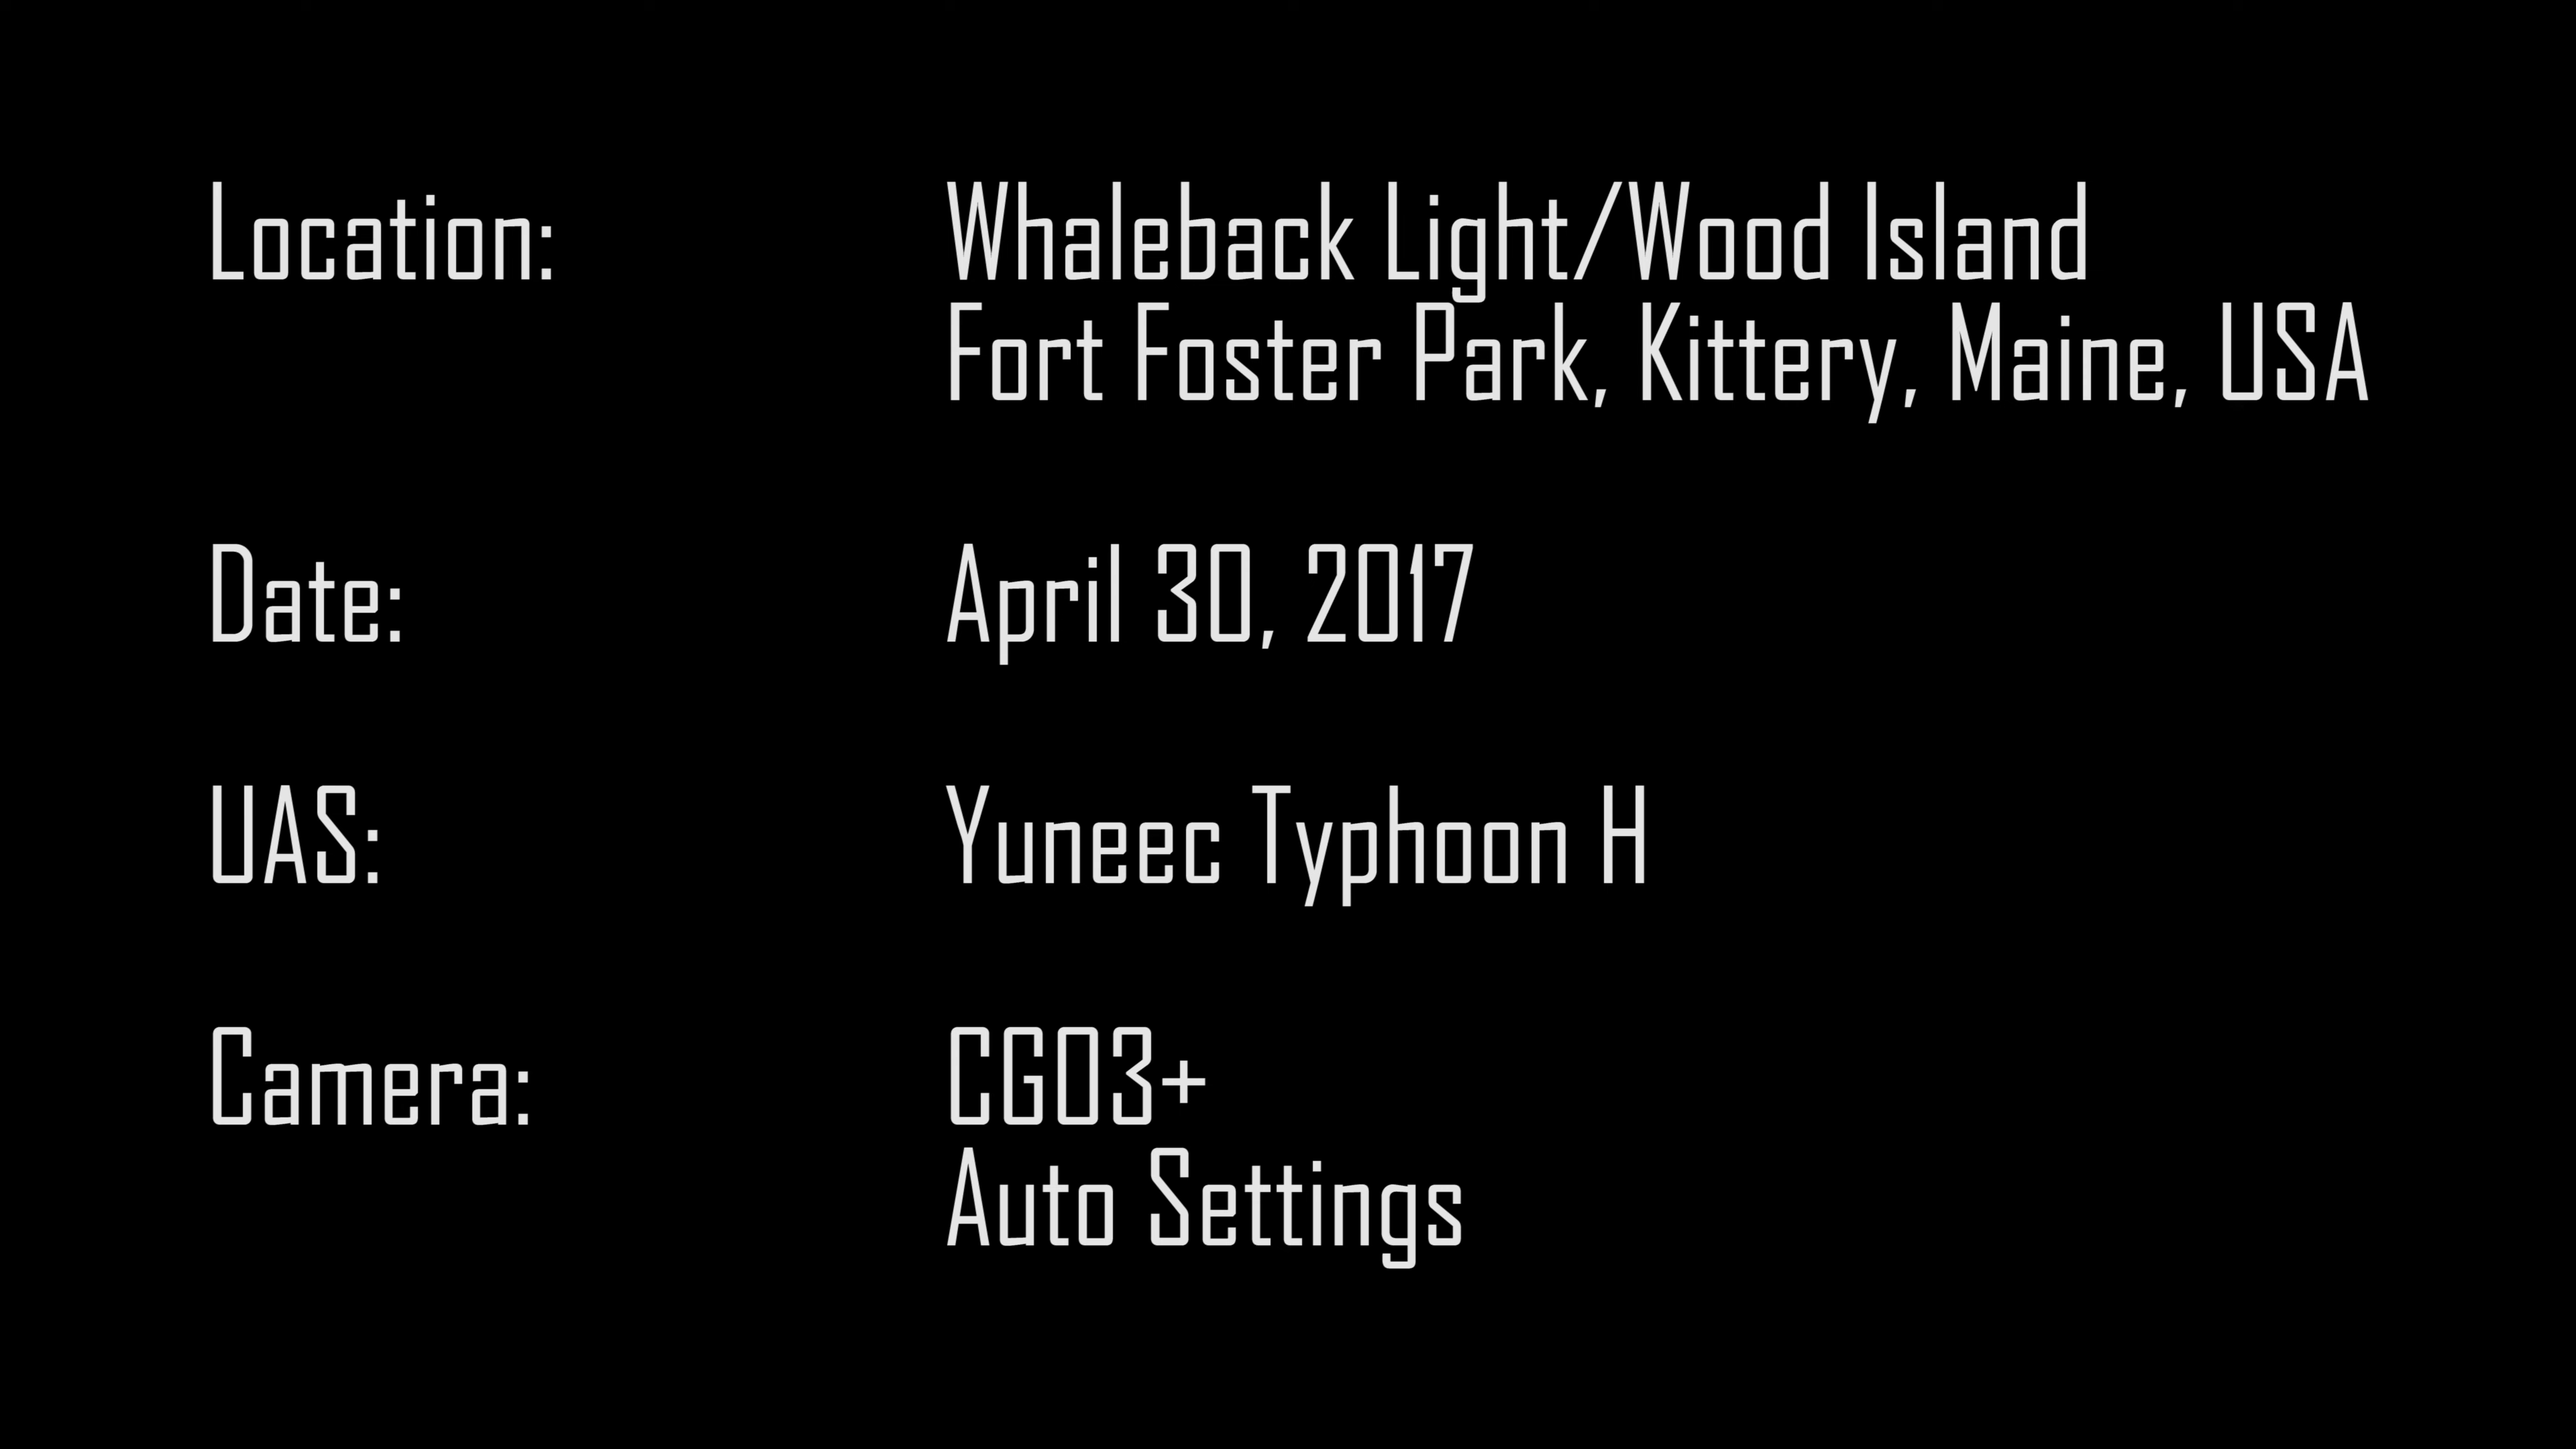 Location: Whaleback Light/Wood Island
Fort Foster Park, Kittery, Maine, USA
Date: April 30, 2017
UAS: Yuneec Typhoon H
Camera: CGO3+
Auto Settings